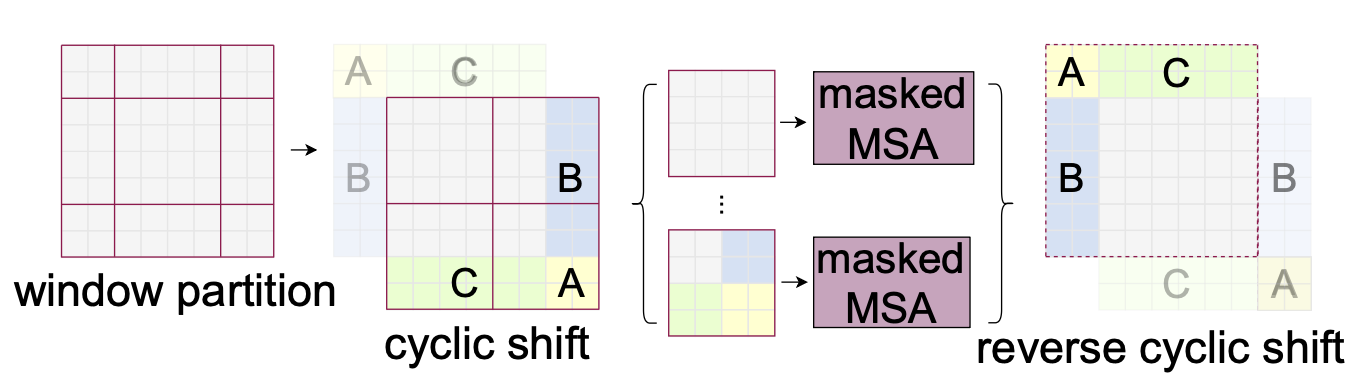 window partition
A
C
B
B
C
A
cyclic shift
masked
MSA
...
masked
MSA
A
C
B
B
C
A
reverse cyclic shift